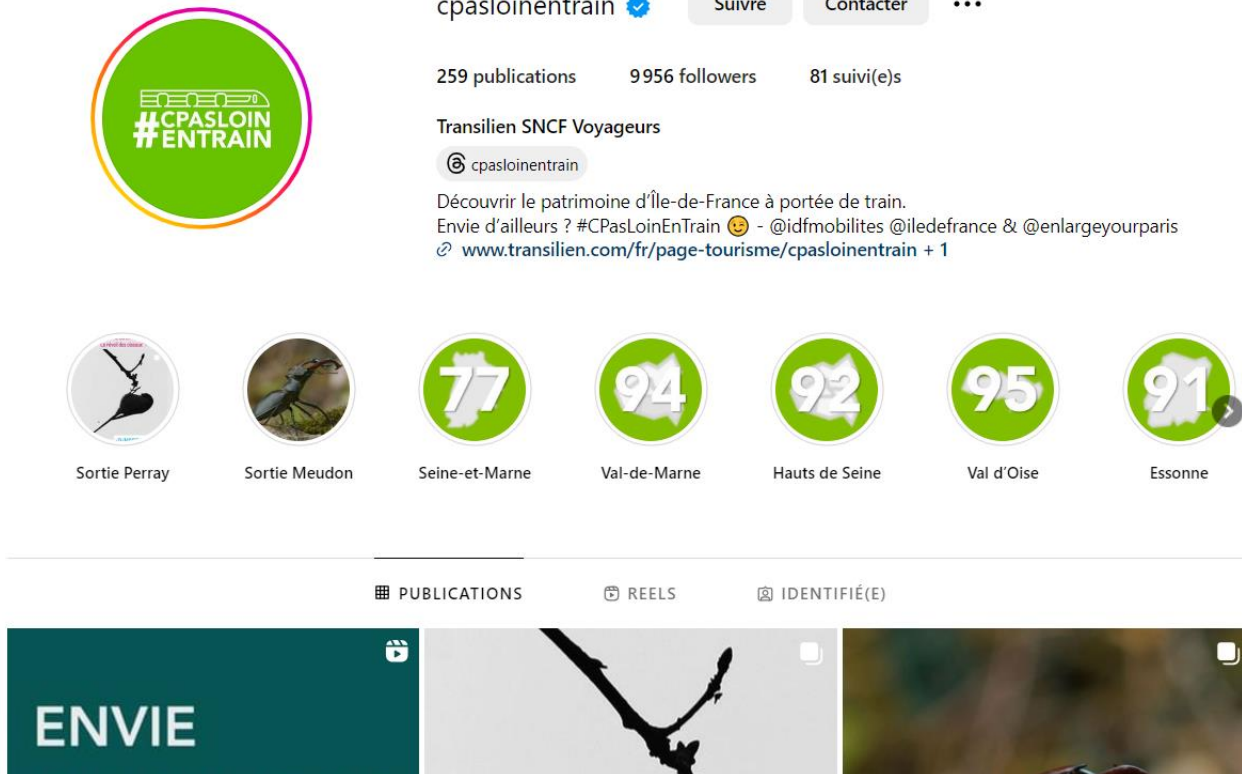 cpasloinentrain
Suivre
Contacter
#CPASLOIN
ENTRAIN
259 publications
9 956 followers
81 suivi(e)s
Transilien SNCF Voyageurs
cpasloinentrain
Découvrir le patrimoine d'Île-de-France à portée de train.
Envie d'ailleurs ? #CPasLoinEnTrain 😉 - @idfmobilites @iledefrance & @enlargeyourparis
www.transilien.com/fr/page-tourisme/cpasloinentrain + 1
77
94
92
95
91
Sortie Perray
Sortie Meudon
Seine-et-Marne
Val-de-Marne
Hauts de Seine
Val d'Oise
Essonne
PUBLICATIONS
REELS
IDENTIFIÉ(E)
ENVIE